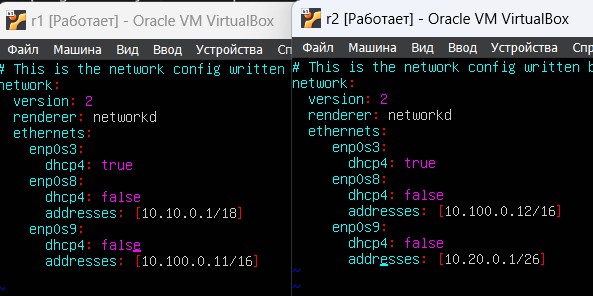 r1 [Работает] - Oracle VM VirtualBox
Файл Машина Вид Ввод Устройства Спр
# This is the network config written
network:
  version: 2
  renderer: networkd
  ethernets:
    enp0s3:
      dhcp4: true
    enp0s8:
      dhcp4: false
      addresses: [10.10.0.1/18]
    enp0s9:
      dhcp4: false
      addresses: [10.100.0.11/16]
~
r2 [Работает] - Oracle VM VirtualBox
Файл Машина Вид Ввод Устройства Сп
# This is the network config written b
network:
  version: 2
  renderer: networkd
  ethernets:
     enp0s3:
       dhcp4: true
     enp0s8:
       dhcp4: false
       addresses: [10.100.0.12/16]
     enp0s9:
       dhcp4: false
       addresses: [10.20.0.1/26]
~
~